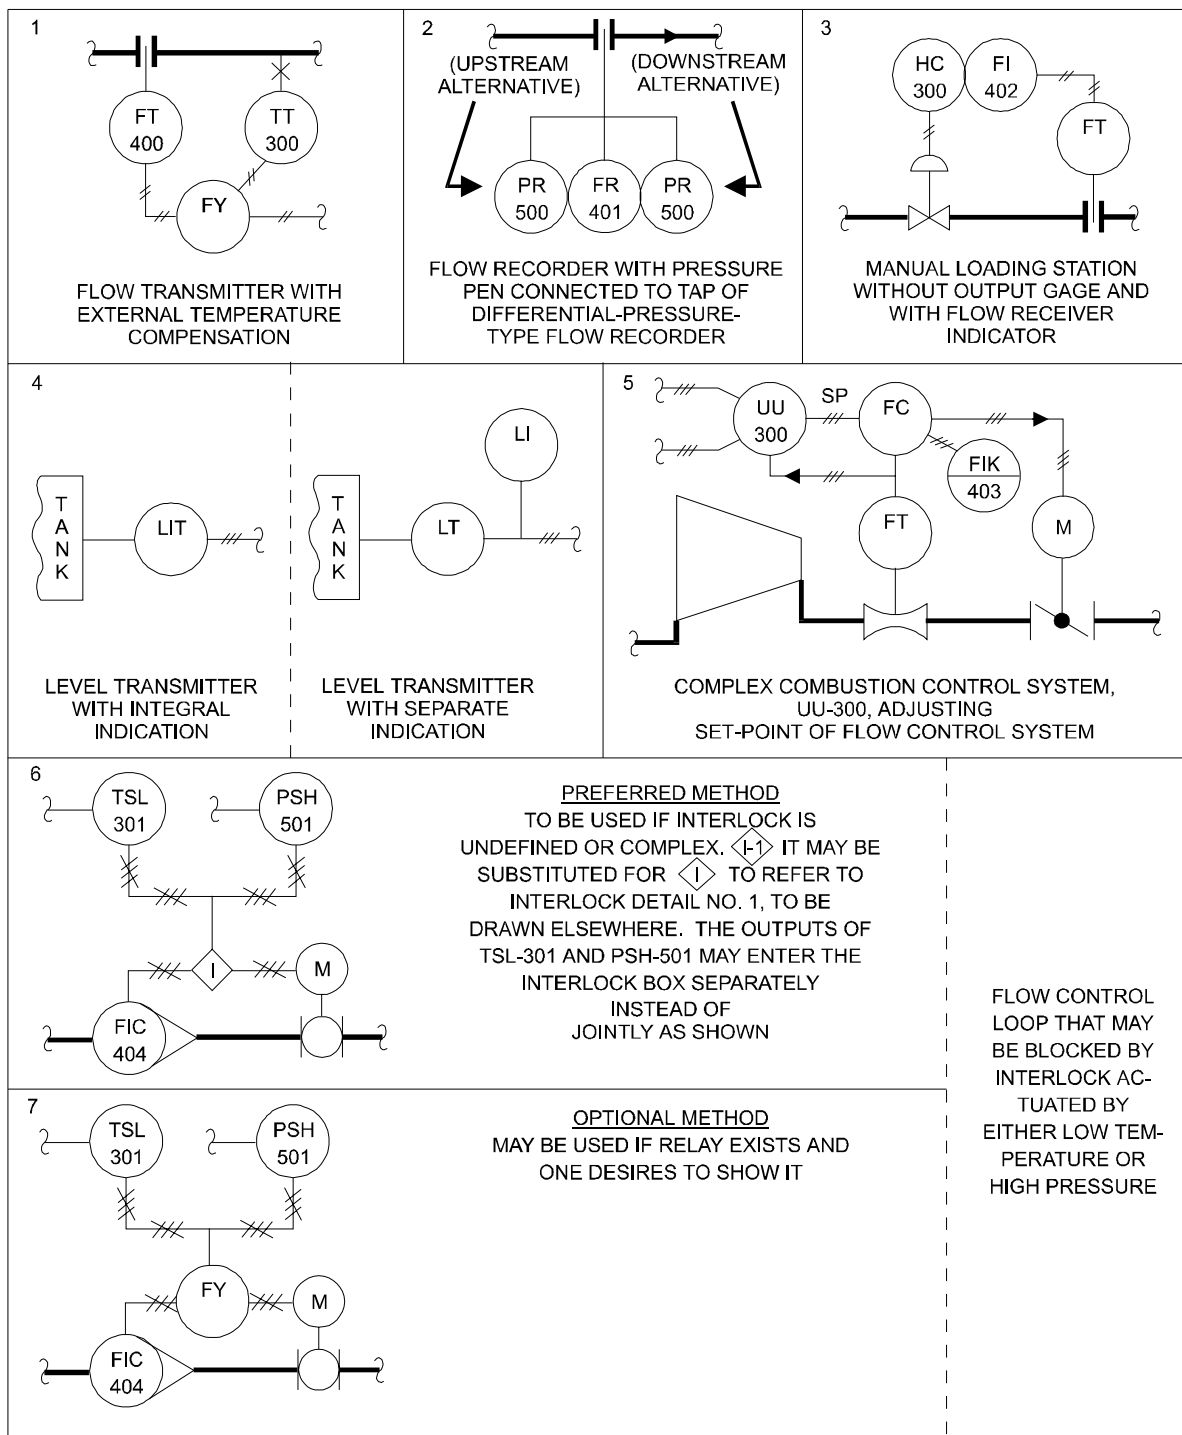 1
FT
400
TT
300
FY
FLOW TRANSMITTER WITH
EXTERNAL TEMPERATURE
COMPENSATION
2
(UPSTREAM
ALTERNATIVE)
(DOWNSTREAM
ALTERNATIVE)
PR
500
FR
401
PR
500
FLOW RECORDER WITH PRESSURE
PEN CONNECTED TO TAP OF
DIFFERENTIAL-PRESSURE-
TYPE FLOW RECORDER
3
HC
300
FI
402
FT
MANUAL LOADING STATION
WITHOUT OUTPUT GAGE AND
WITH FLOW RECEIVER
INDICATOR
4
TANK
LIT
LEVEL TRANSMITTER
WITH INTEGRAL
INDICATION
TANK
LT
LI
LEVEL TRANSMITTER
WITH SEPARATE
INDICATION
5
UU
300
SP
FC
FIK
403
FT
M
COMPLEX COMBUSTION CONTROL SYSTEM,
UU-300, ADJUSTING
SET-POINT OF FLOW CONTROL SYSTEM
6
TSL
301
PSH
501
I
M
FIC
404
PREFERRED METHOD
TO BE USED IF INTERLOCK IS
UNDEFINED OR COMPLEX. I-1 IT MAY BE
SUBSTITUTED FOR I TO REFER TO
INTERLOCK DETAIL NO. 1, TO BE
DRAWN ELSEWHERE. THE OUTPUTS OF
TSL-301 AND PSH-501 MAY ENTER THE
INTERLOCK BOX SEPARATELY
INSTEAD OF
JOINTLY AS SHOWN
7
TSL
301
PSH
501
FY
M
FIC
404
OPTIONAL METHOD
MAY BE USED IF RELAY EXISTS AND
ONE DESIRES TO SHOW IT
FLOW CONTROL
LOOP THAT MAY
BE BLOCKED BY
INTERLOCK AC-
TUATED BY
EITHER LOW TEM-
PERATURE OR
HIGH PRESSURE